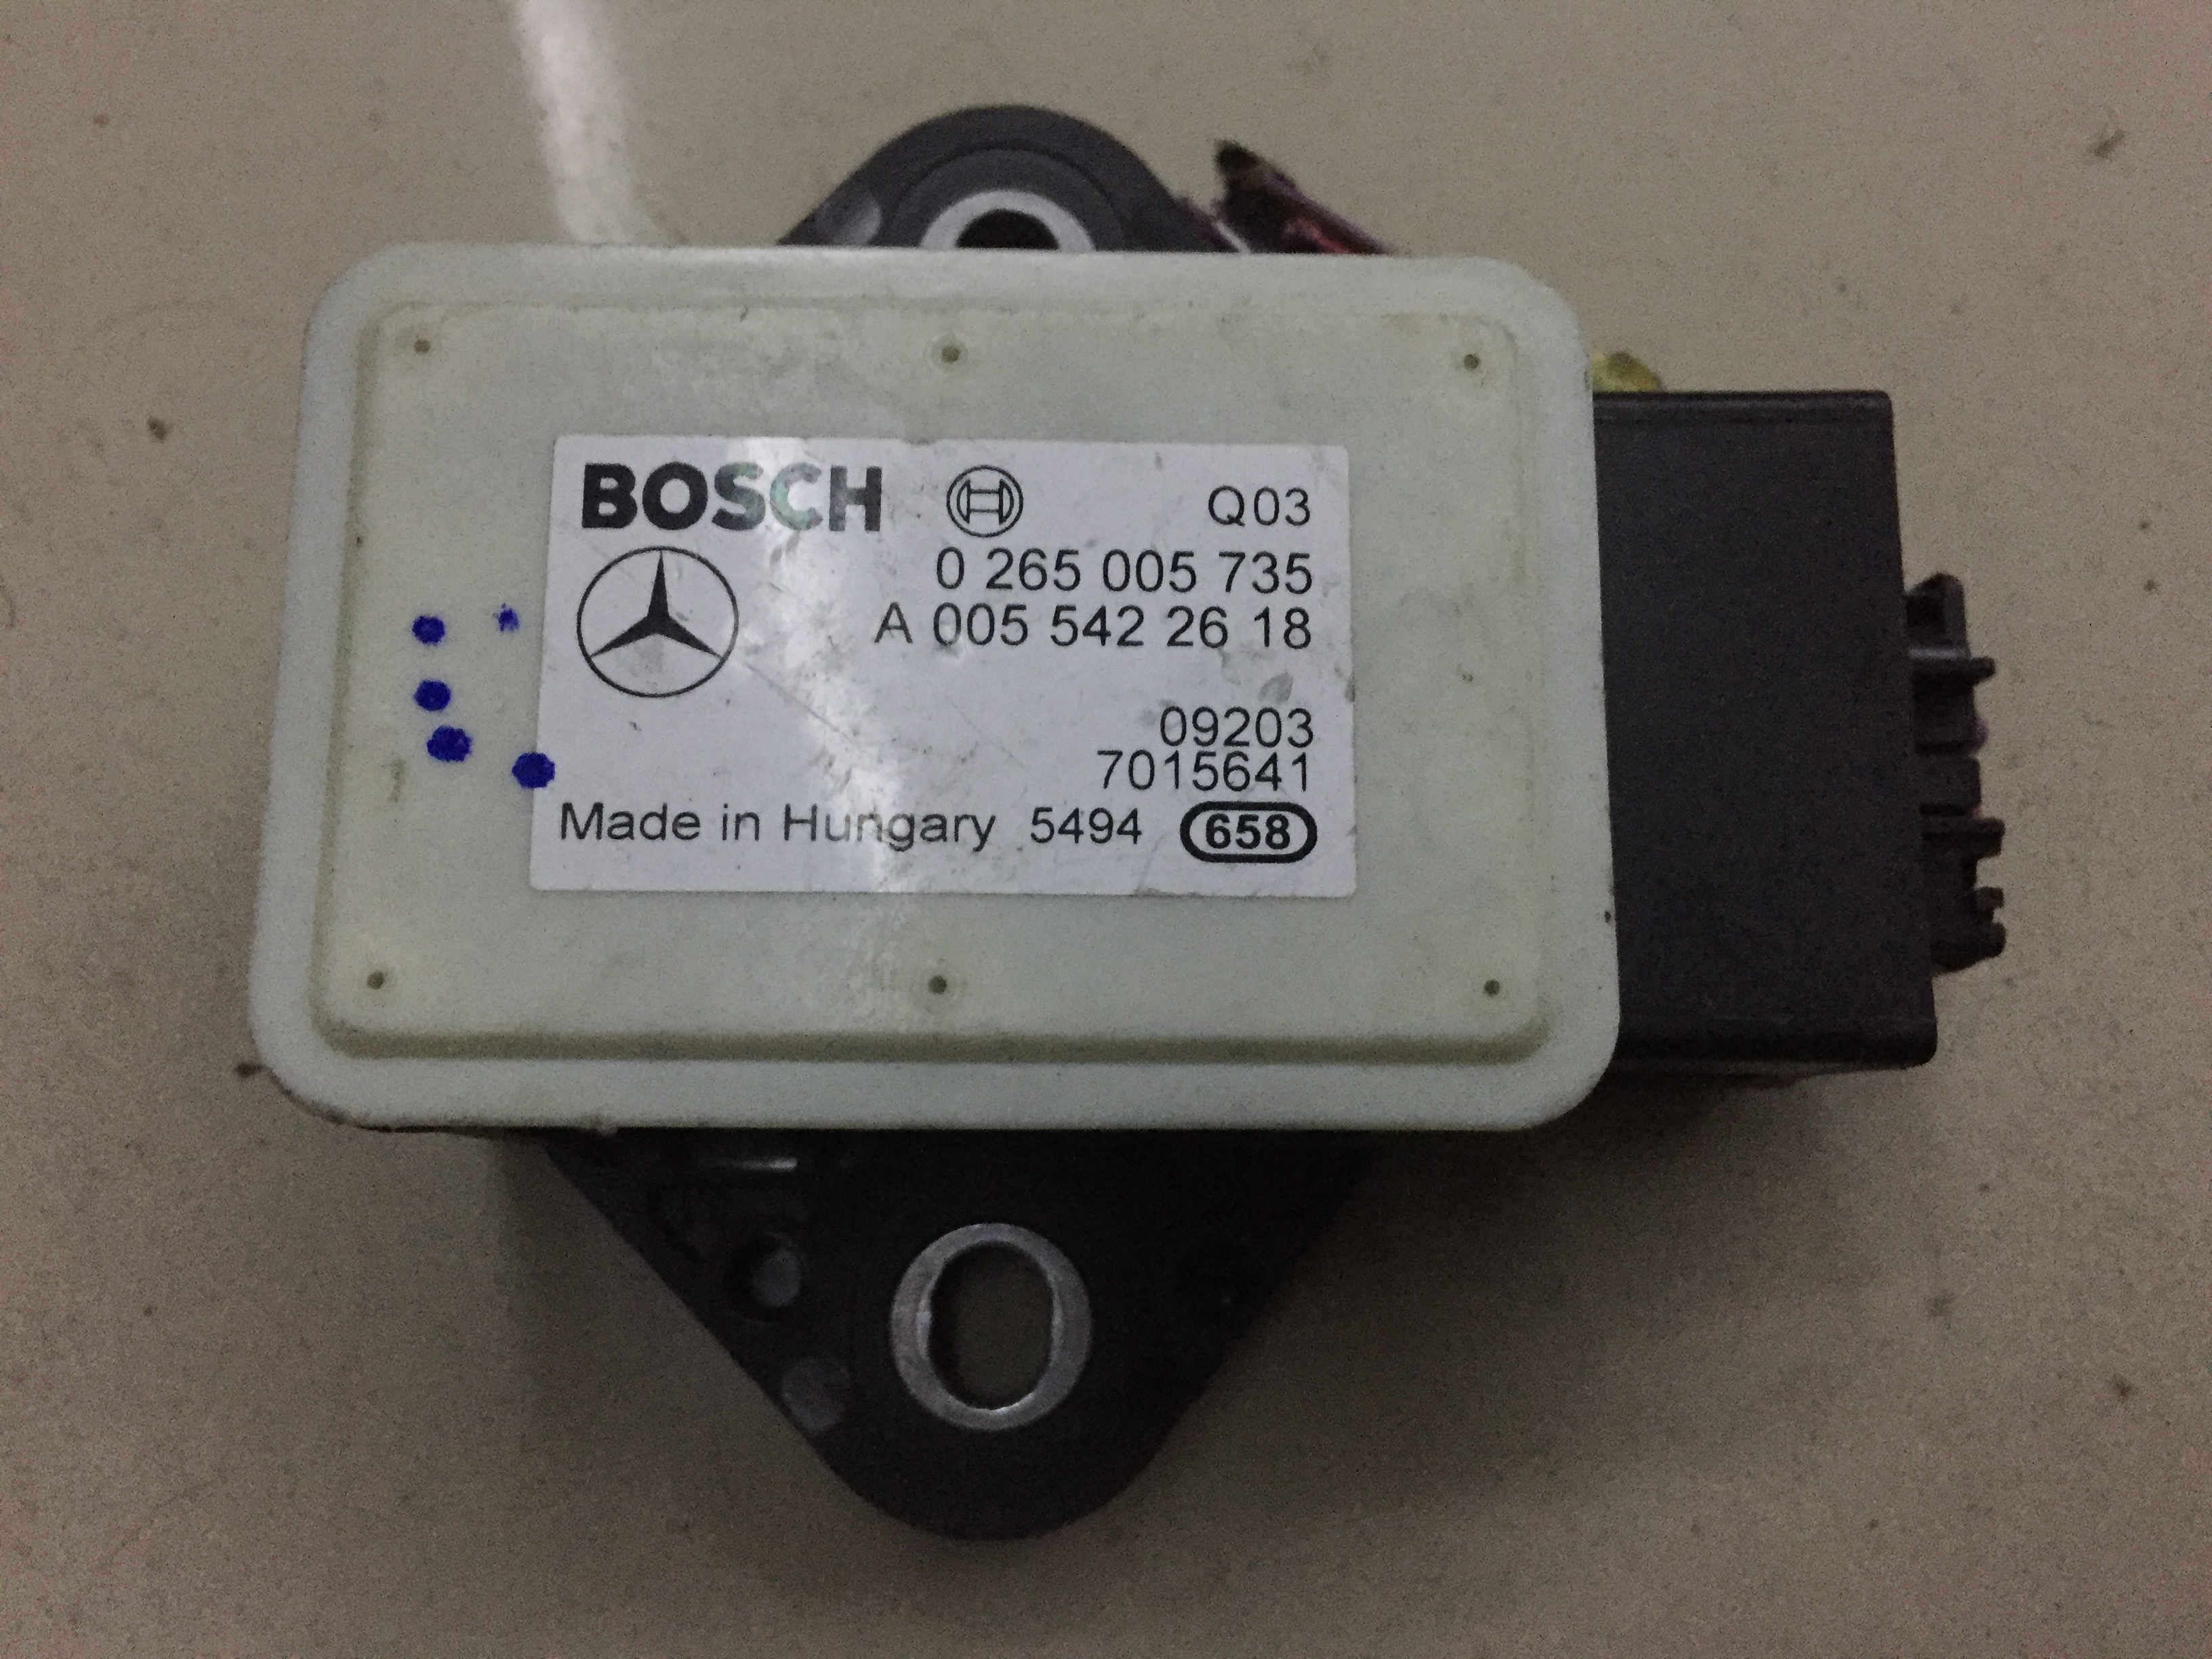 BOSCH Q03
0 265 005 735
A 005 542 26 18
09203
7015641
Made in Hungary 5494 658